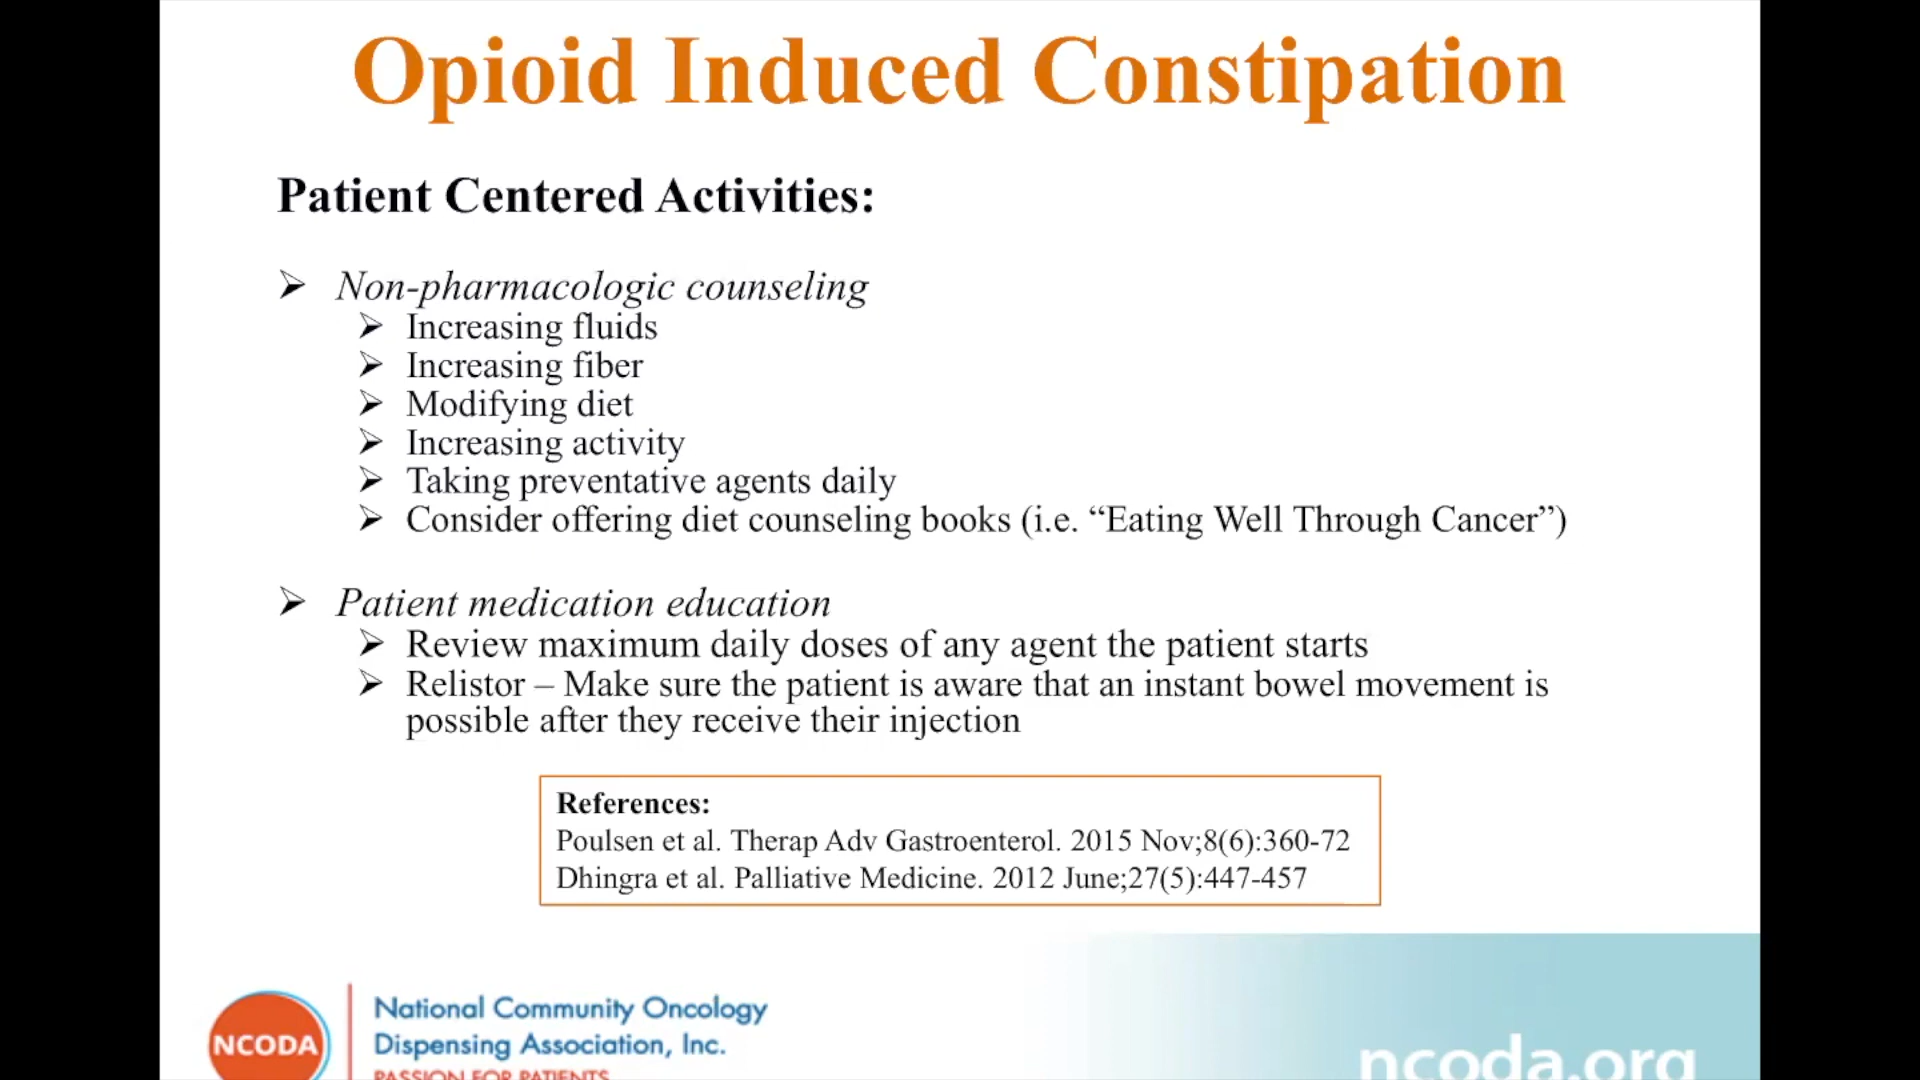 Opioid Induced Constipation
Patient Centered Activities:
➢ Non-pharmacologic counseling
➢ Increasing fluids
➢ Increasing fiber
➢ Modifying diet
➢ Increasing activity
➢ Taking preventative agents daily
➢ Consider offering diet counseling books (i.e. “Eating Well Through Cancer”)
➢ Patient medication education
➢ Review maximum daily doses of any agent the patient starts
➢ Relistor – Make sure the patient is aware that an instant bowel movement is
possible after they receive their injection
References:
Poulsen et al. Therap Adv Gastroenterol. 2015 Nov;8(6):360-72
Dhingra et al. Palliative Medicine. 2012 June;27(5):447-457
NCODA
National Community Oncology
Dispensing Association, Inc.
PASSION FOR PATIENTS
ncoda.org